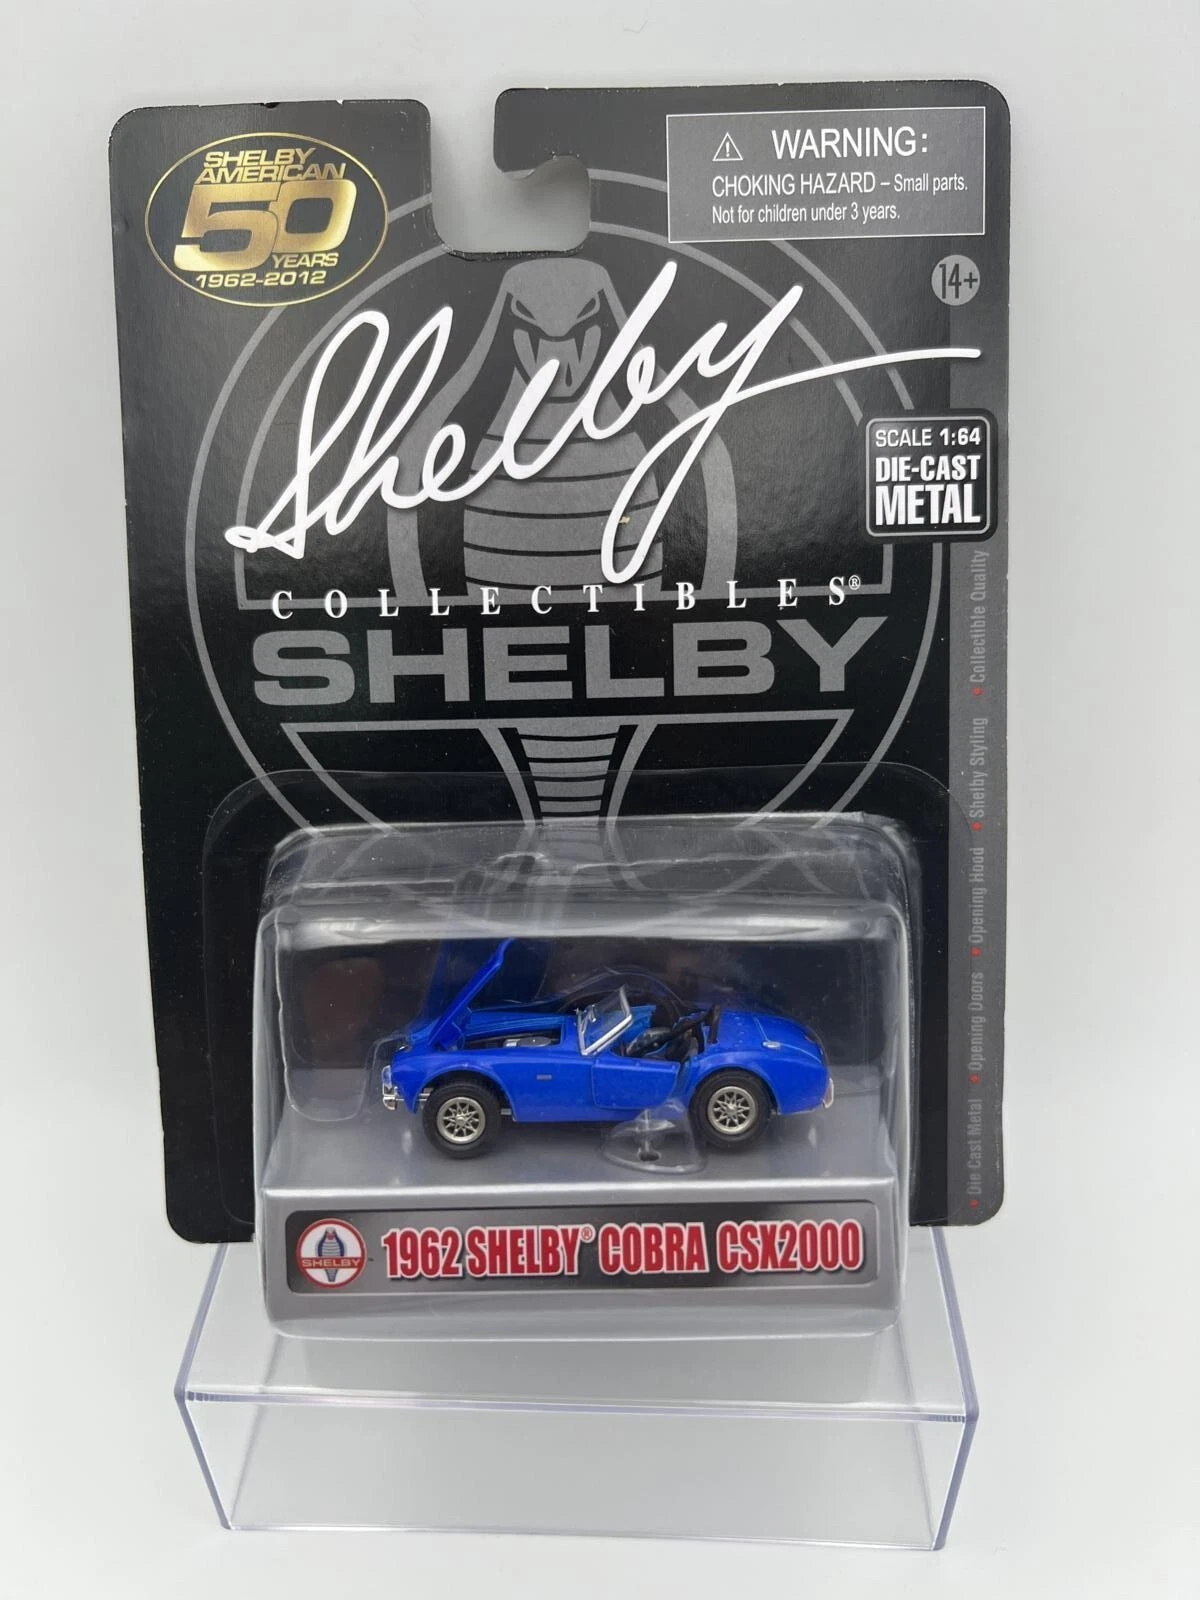 SHELBY
AMERICAN
50
YEARS
1962-2012
WARNING:
CHOKING HAZARD – Small parts.
Not for children under 3 years.
14+
Shelby
SCALE 1:64
DIE-CAST
METAL
COLLECTIBLES®
SHELBY
• Die Cast Metal • Opening Doors • Opening Hood • Shelby Styling • Collectible Quality
SHELBY
1962 SHELBY® COBRA CSX2000